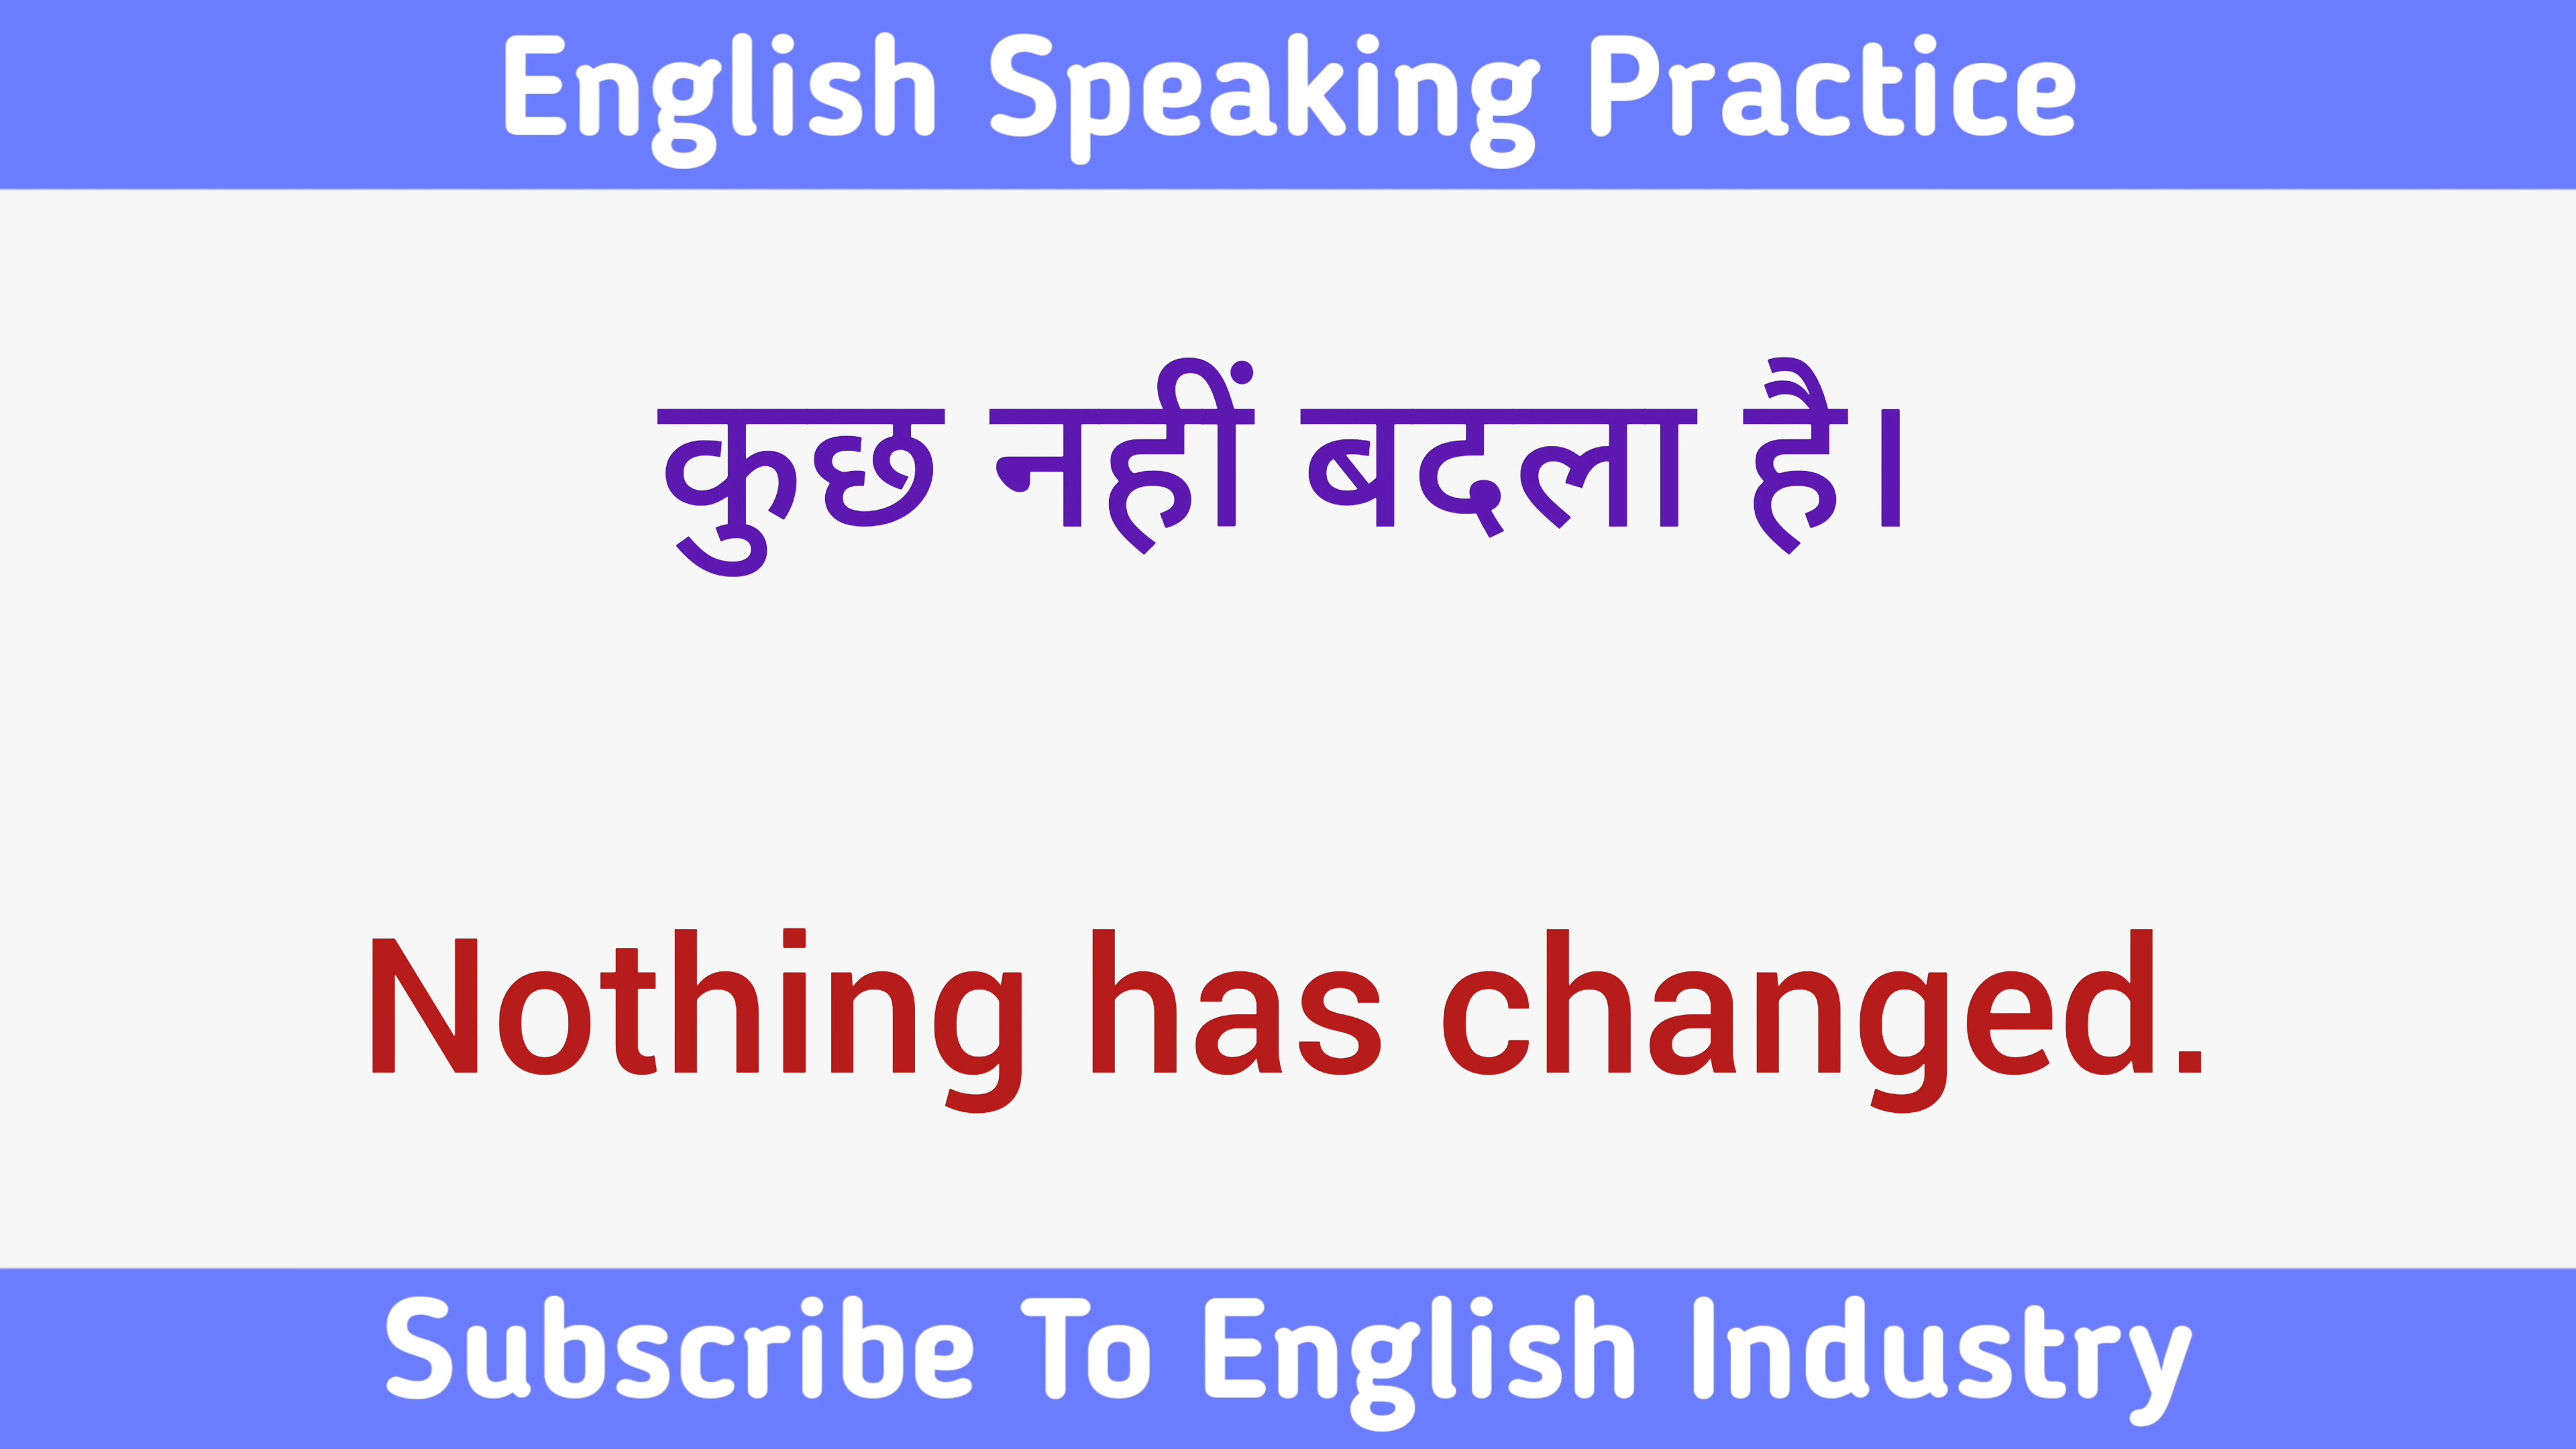 English Speaking Practice
कुछ नहीं बदला है।
Nothing has changed.
Subscribe To English Industry